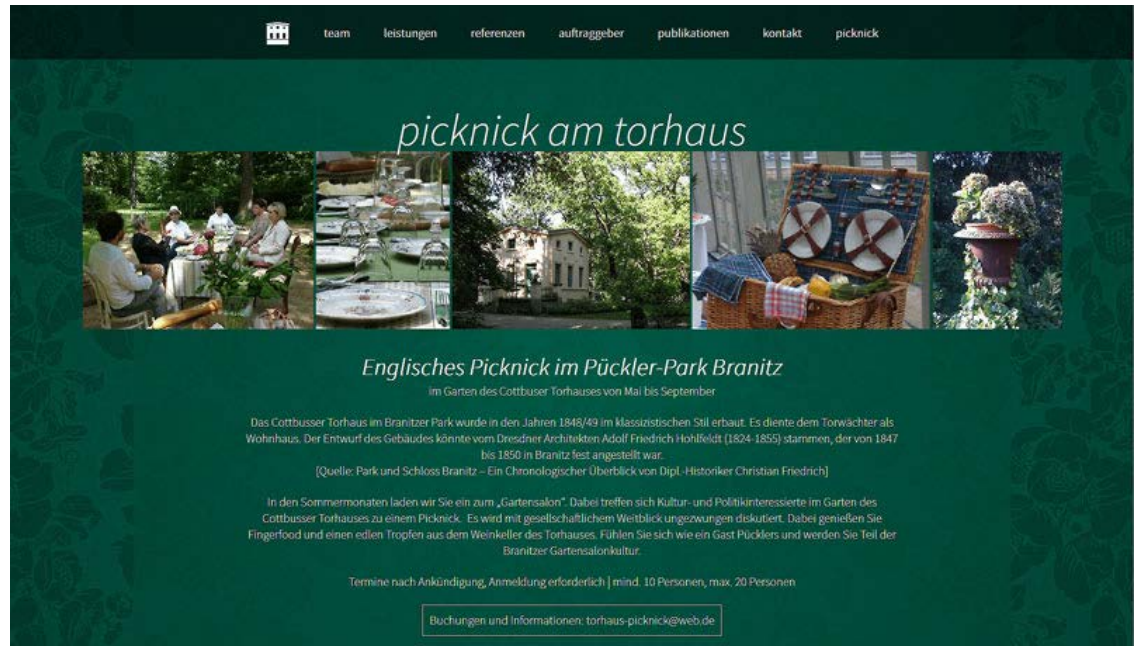 team leistungen referenzen auftraggeber publikationen kontakt picknick
picknick am torhaus
Englisches Picknick im Pückler-Park Branitz
im Garten des Cottbuser Torhauses von Mai bis September
Das Cottbusser Torhaus im Branitzer Park wurde in den Jahren 1848/49 im klassizistischen Stil erbaut. Es diente dem Torwächter als
Wohnhaus. Der Entwurf des Gebäudes könnte vom Dresdner Architekten Adolf Friedrich Hohlfeldt (1824-1855) stammen, der von 1847
bis 1850 in Branitz fest angestellt war.
[Quelle: Park und Schloss Branitz – Ein Chronologischer Überblick von Dipl.-Historiker Christian Friedrich]
In den Sommermonaten laden wir Sie ein zum „Gartensalon“. Dabei treffen sich Kultur- und Politikinteressierte im Garten des
Cottbusser Torhauses zu einem Picknick. Es wird mit gesellschaftlichem Weitblick ungezwungen diskutiert. Dabei genießen Sie
Fingerfood und einen edlen Tropfen aus dem Weinkeller des Torhauses. Fühlen Sie sich wie ein Gast Pücklers und werden Sie Teil der
Branitzer Gartensalonkultur.
Termine nach Ankündigung, Anmeldung erforderlich | mind. 10 Personen, max. 20 Personen
Buchungen und Informationen: torhaus-picknick@web.de